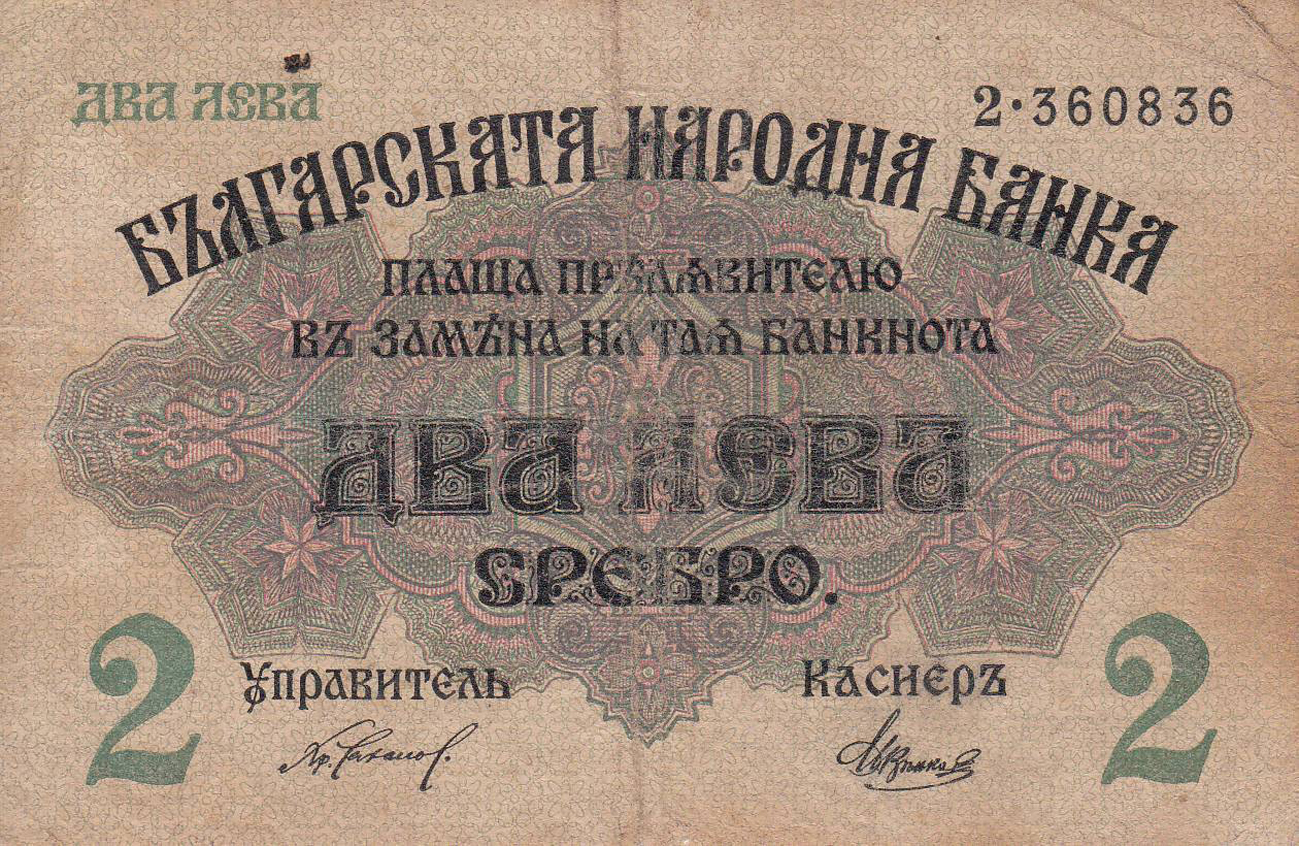 ДВА ЛЕВА
2·360836
БЪЛГАРСКАТА НАРОДНА БАНКА
ПЛАЩА ПРѢДѨВИТЕЛЮ
ВЪ ЗАМѢНА НА ТАЯ БАНКНОТА
ДВА ЛЕВА
СРЕБРО.
2
Управитель
Касиеръ
2